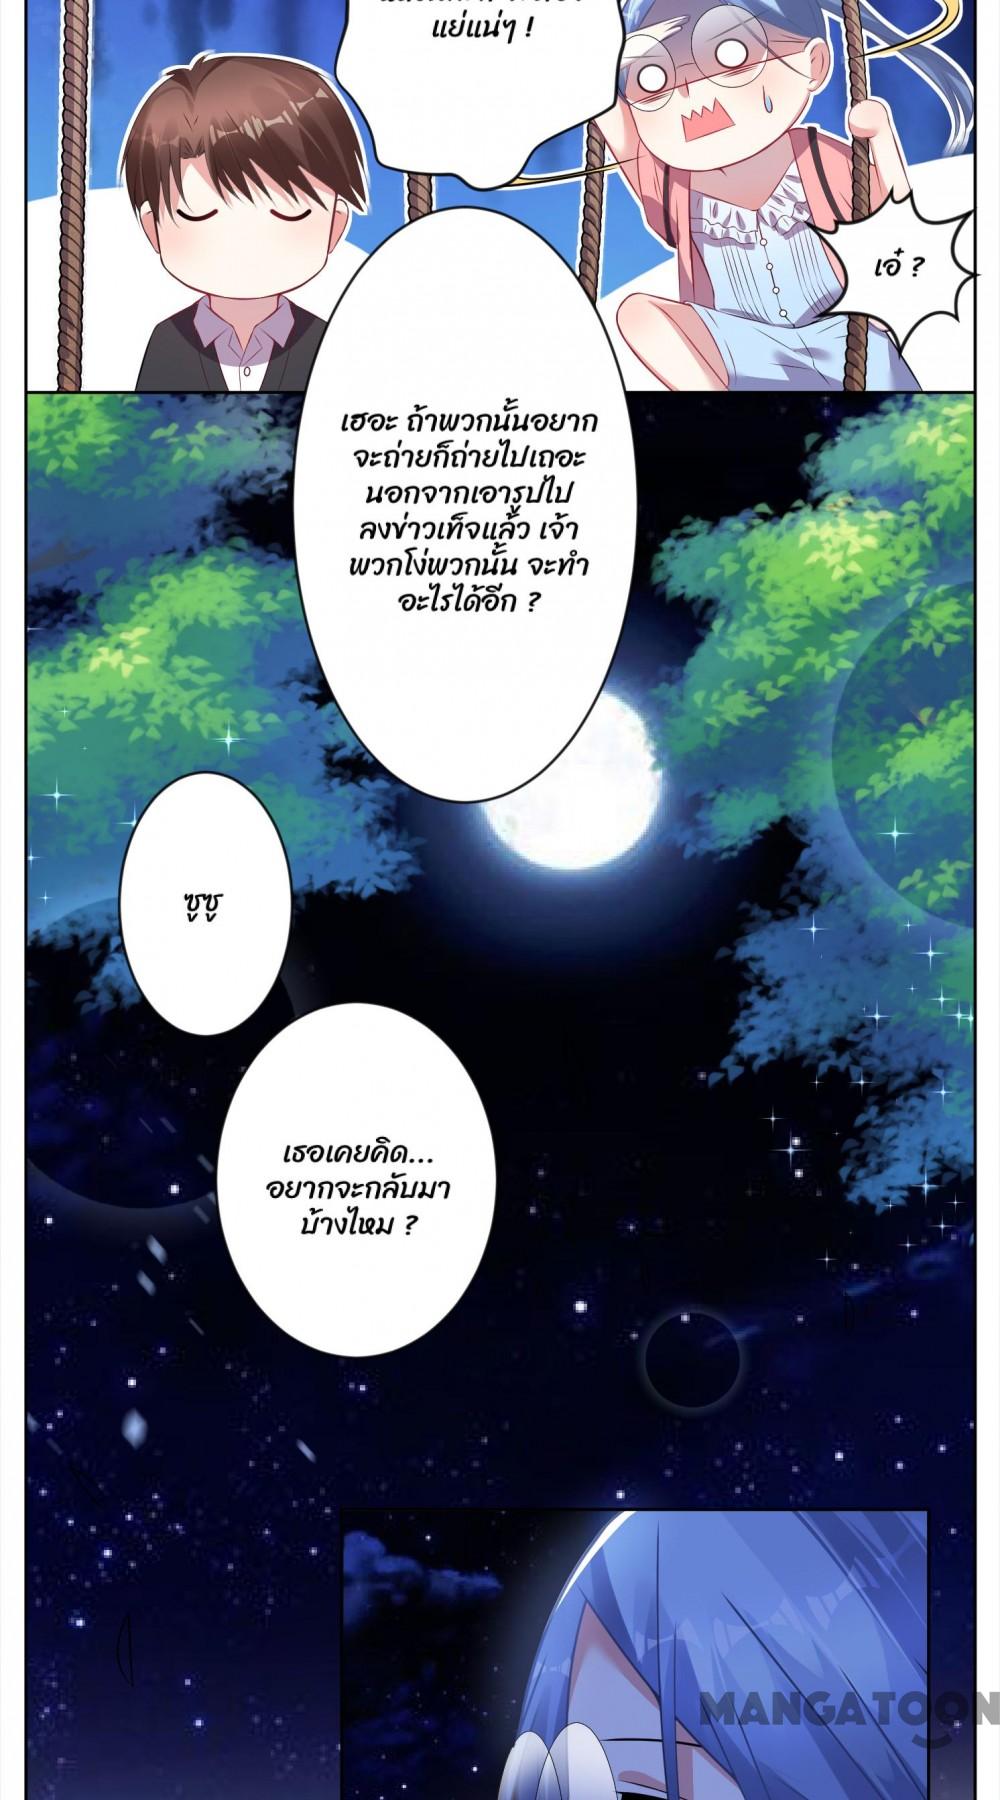 แย่แน่ๆ !
เอ๋ ?
เฮอะ ถ้าพวกนั้นอยาก
จะถ่ายก็ถ่ายไปเถอะ
นอกจากเอารูปไป
ลงข่าวเท็จแล้ว เจ้า
พวกโง่พวกนั้น จะทำ
อะไรได้อีก ?
ซูซู
เธอเคยคิด...
อยากจะกลับมา
บ้างไหม ?
MANGATOON